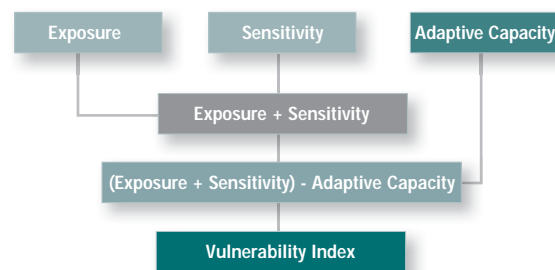 Exposure
Sensitivity
Adaptive Capacity
Exposure + Sensitivity
(Exposure + Sensitivity) - Adaptive Capacity
Vulnerability Index